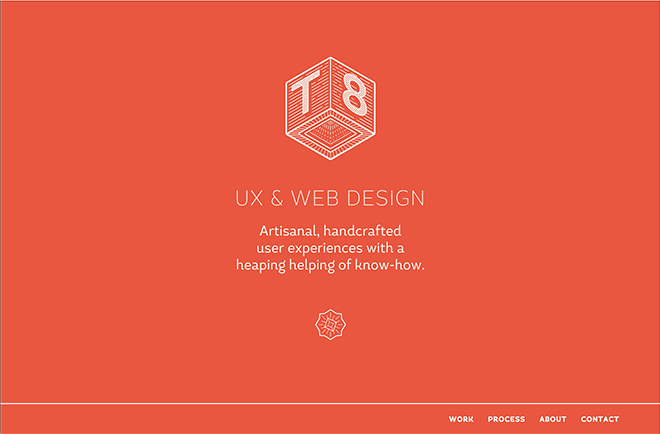 T8
UX & WEB DESIGN
Artisanal, handcrafted
user experiences with a
heaping helping of know-how.
WORK PROCESS ABOUT CONTACT